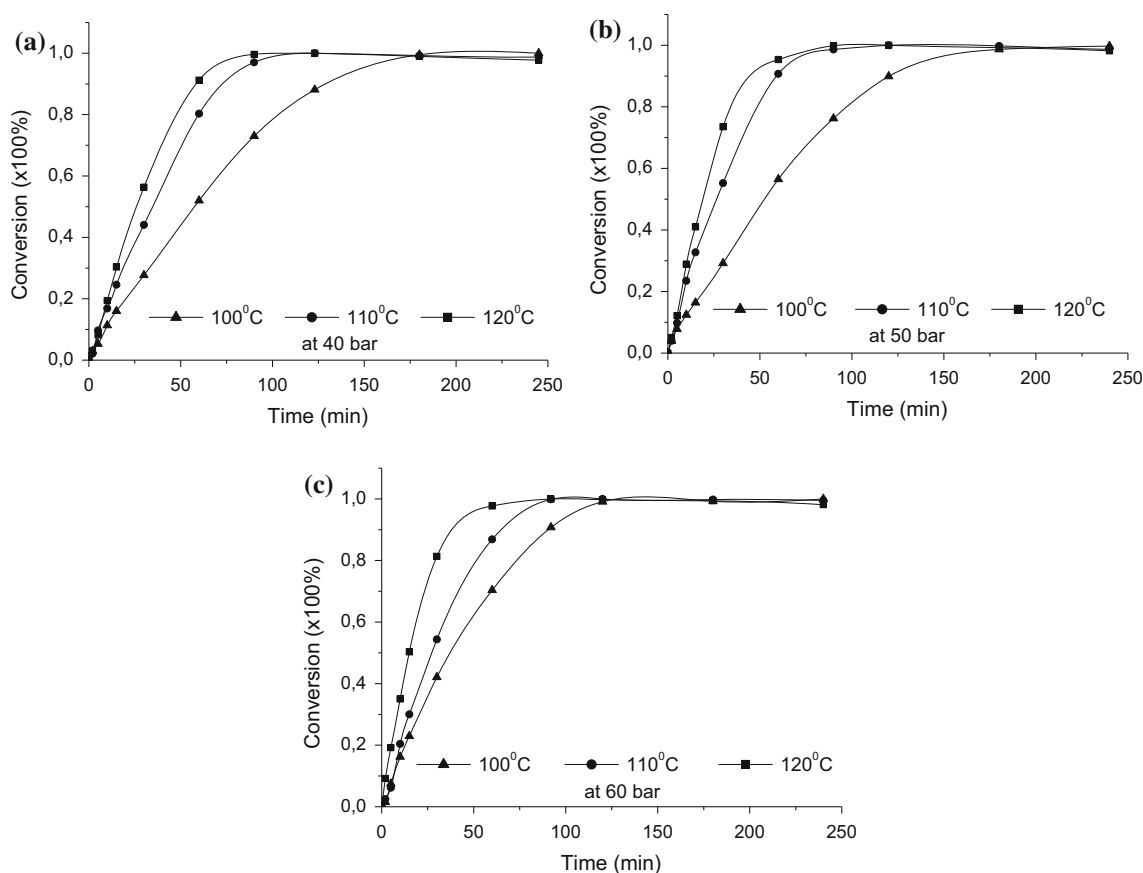 (a)
Conversion (x100%)
1,0
0,8
0,6
0,4
0,2
0,0
100⁰C 110⁰C 120⁰C
at 40 bar
0 50 100 150 200 250
Time (min)
(b)
Conversion (x100%)
1,0
0,8
0,6
0,4
0,2
0,0
100⁰C 110⁰C 120⁰C
at 50 bar
0 50 100 150 200 250
Time (min)
(c)
Conversion (x100%)
1,0
0,8
0,6
0,4
0,2
0,0
100⁰C 110⁰C 120⁰C
at 60 bar
0 50 100 150 200 250
Time (min)